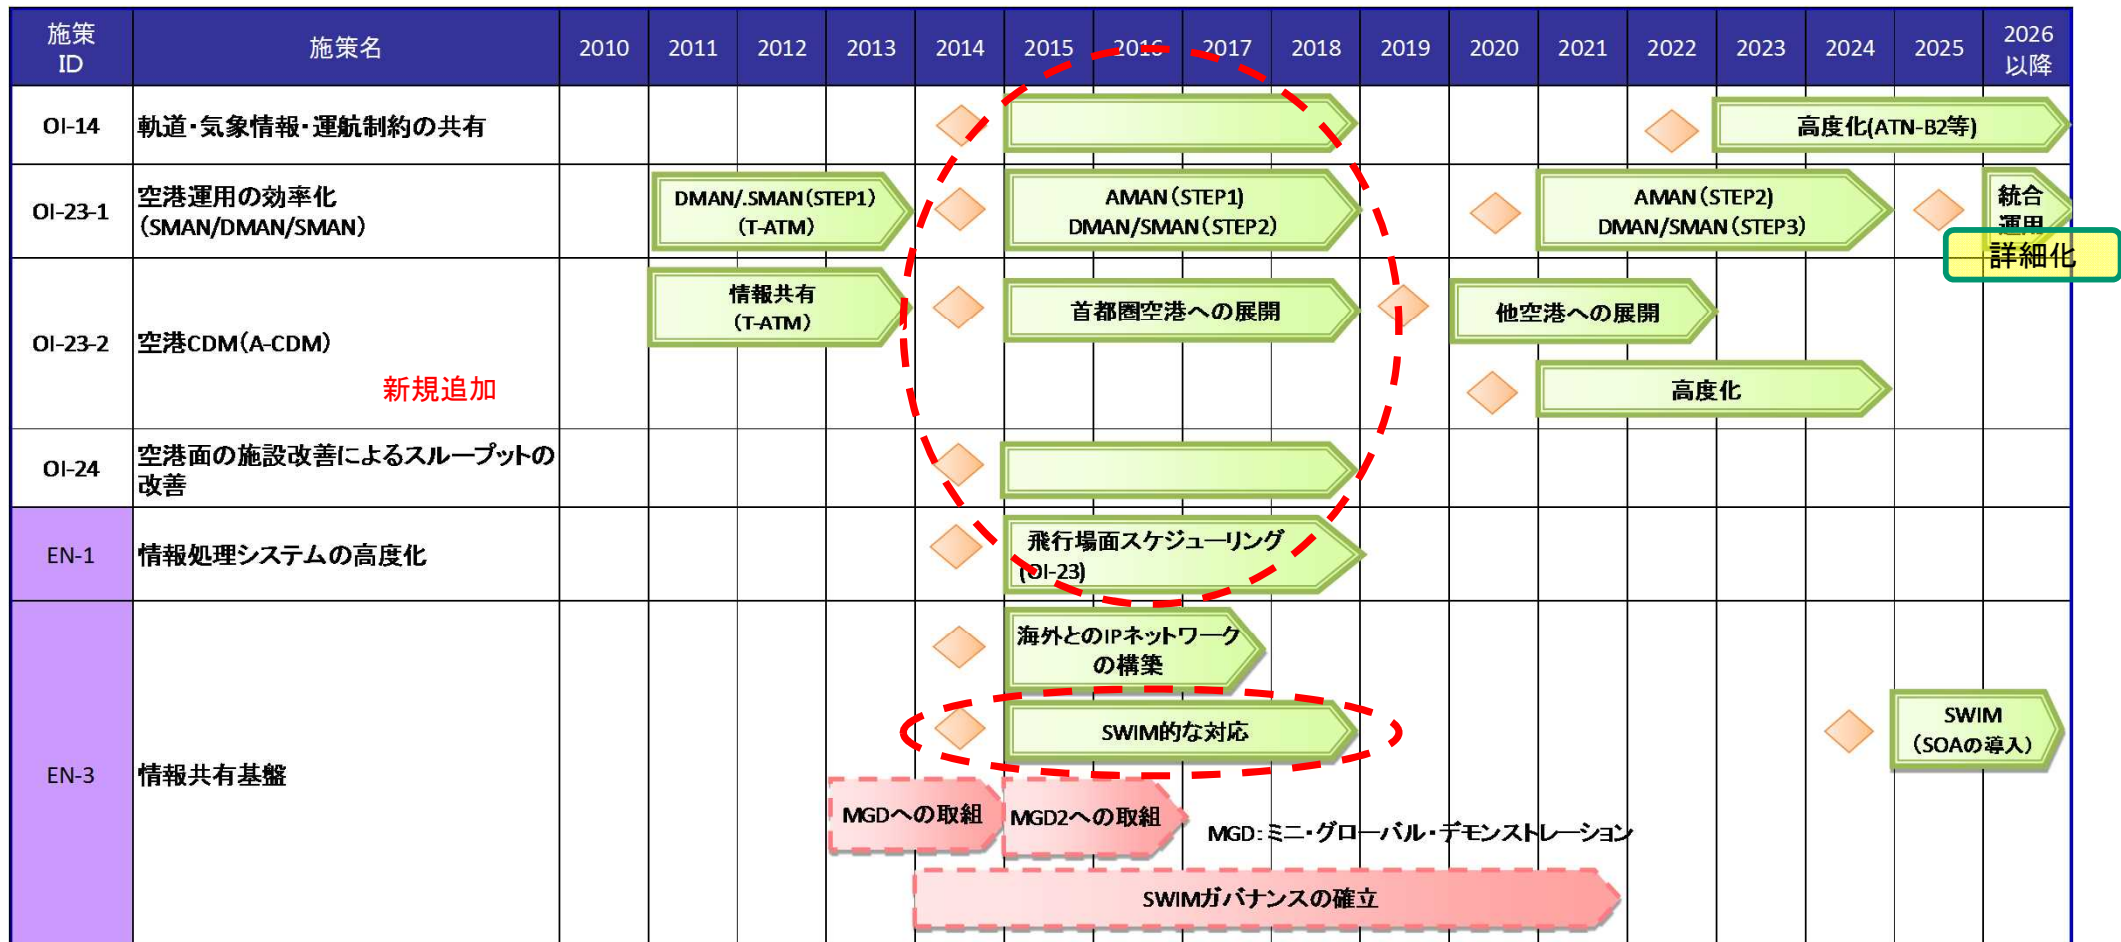 施策
ID
施策名
2010
2011
2012
2013
2014
2015
2016
2017
2018
2019
2020
2021
2022
2023
2024
2025
2026
以降
OI-14
軌道・気象情報・運航制約の共有
高度化(ATN-B2等)
OI-23-1
空港運用の効率化
（SMAN/DMAN/SMAN）
DMAN/.SMAN（STEP1）
（T-ATM）
AMAN（STEP1）
DMAN/SMAN（STEP2）
AMAN（STEP2）
DMAN/SMAN（STEP3）
統合
運用
詳細化
OI-23-2
空港CDM（A-CDM）
新規追加
情報共有
（T-ATM）
首都圏空港への展開
他空港への展開
高度化
OI-24
空港面の施設改善によるスループットの
改善
EN-1
情報処理システムの高度化
飛行場面スケジューリング
(OI-23)
EN-3
情報共有基盤
海外とのIPネットワーク
の構築
SWIM的な対応
SWIM
（SOAの導入）
MGDへの取組
MGD2への取組
MGD：ミニ・グローバル・デモンストレーション
SWIMガバナンスの確立